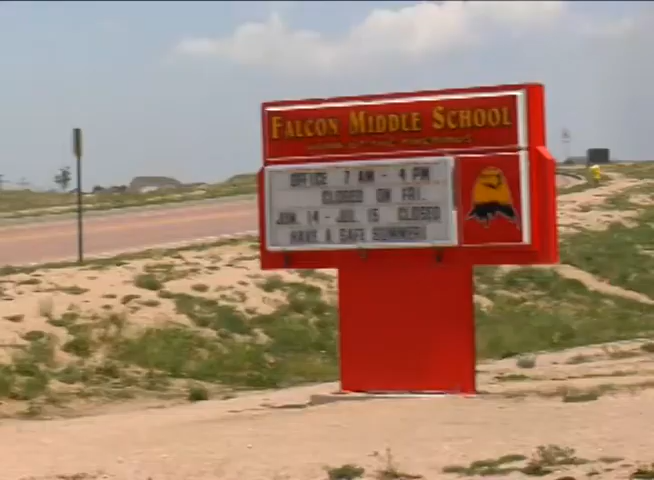 FALCON MIDDLE SCHOOL
OFFICE 7 AM - 4 PM
CLOSED ON FRI.
JUN 14 - JUL 15 CLOSED
HAVE A SAFE SUMMER!